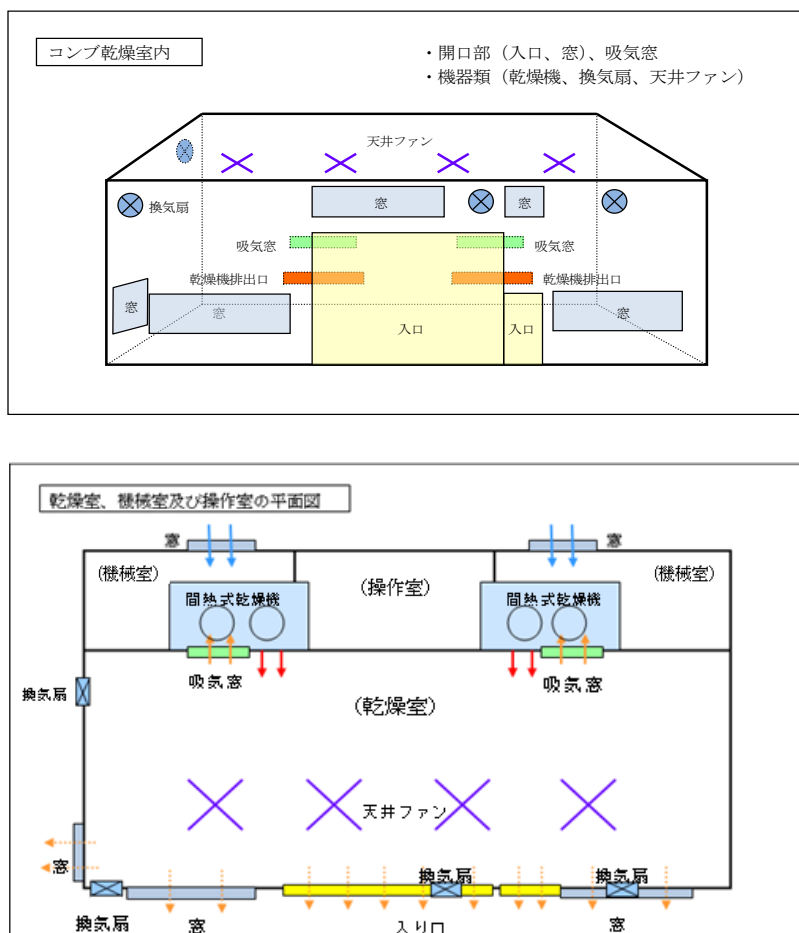 コンブ乾燥室内
・開口部（入口、窓）、吸気窓
・機器類（乾燥機、換気扇、天井ファン）
天井ファン
換気扇
窓
窓
吸気窓
吸気窓
乾燥機排出口
乾燥機排出口
窓
窓
窓
入口
入口
乾燥室、機械室及び操作室の平面図
窓
窓
(機械室)
(操作室)
(機械室)
間熱式乾燥機
間熱式乾燥機
吸気窓
吸気窓
換気扇
(乾燥室)
天井ファン
窓
換気扇
換気扇
換気扇
窓
入り口
窓